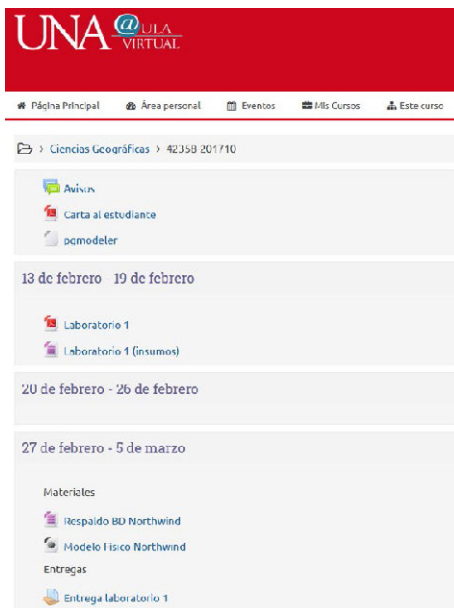 UNA @ULA
VIRTUAL
Página Principal Área personal Eventos Mis Cursos Este curso
> Ciencias Geográficas > 42358-201710
Avisos
Carta al estudiante
pgmodeler
13 de febrero - 19 de febrero
Laboratorio 1
Laboratorio 1 (insumos)
20 de febrero - 26 de febrero
27 de febrero - 5 de marzo
Materiales
Respaldo BD Northwind
Modelo Físico Northwind
Entregas
Entrega laboratorio 1